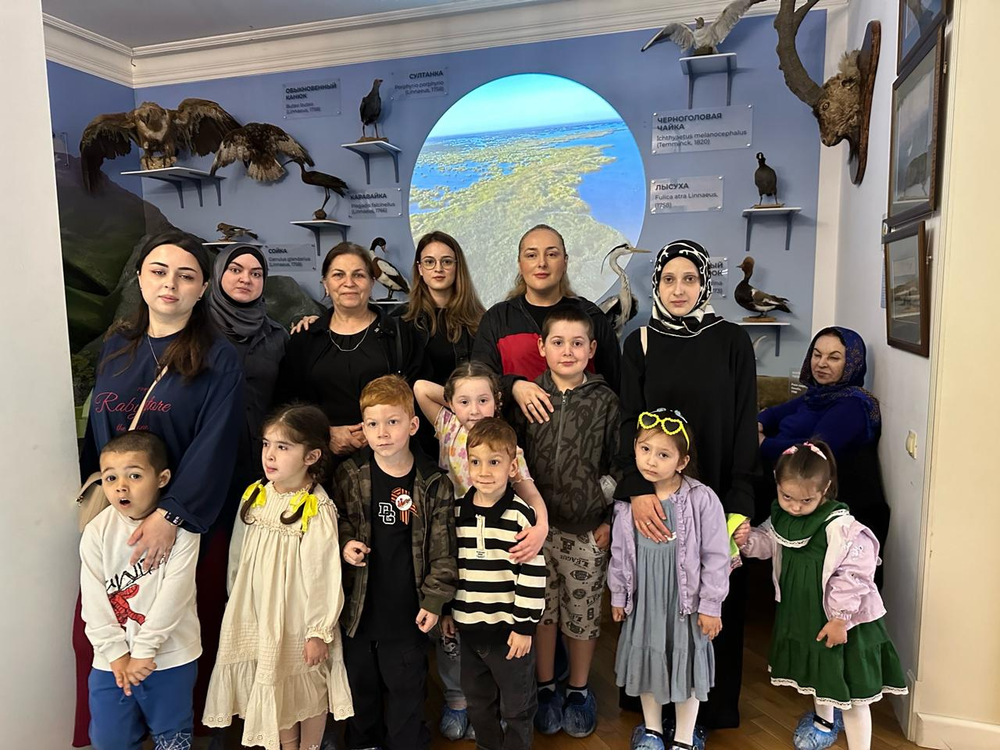 ОБЫКНОВЕННЫЙ
КАНЮК
Buteo buteo
(Linnaeus, 1758)
СУЛТАНКА
Porphyrio porphyrio
(Linnaeus, 1758)
ЧЕРНОГОЛОВАЯ
ЧАЙКА
Ichthyaetus melanocephalus
(Temminck, 1820)
КАРАВАЙКА
Plegadis falcinellus
(Linnaeus, 1766)
ЛЫСУХА
Fulica atra Linnaeus,
(1758)
СОЙКА
Garrulus glandarius
(Linnaeus, 1758)